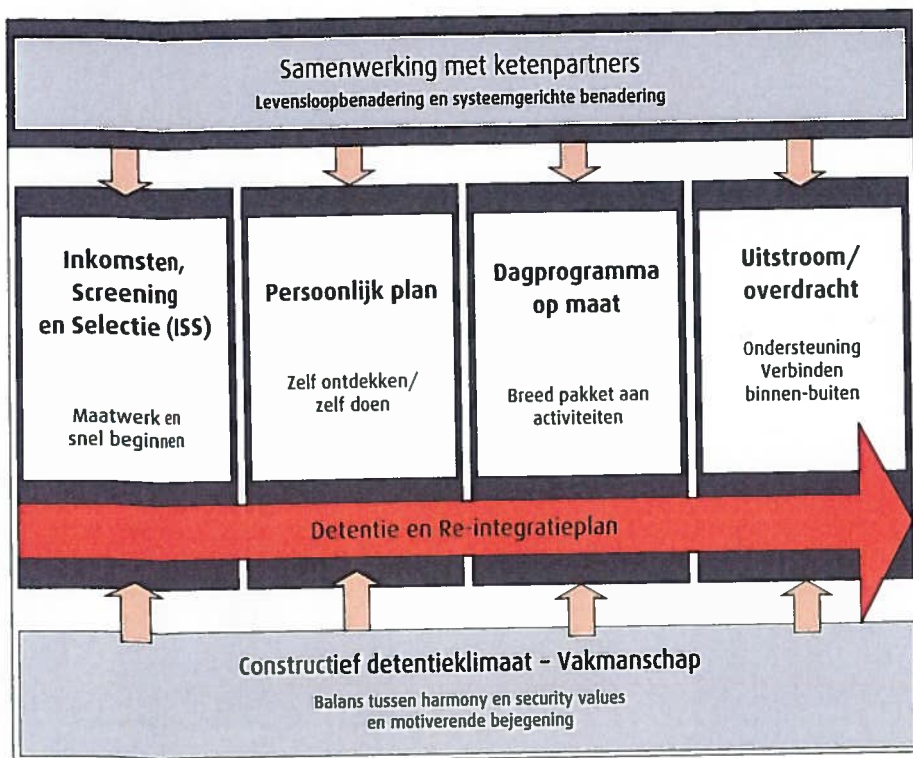 Samenwerking met ketenpartners
Levensloopbenadering en systeemgerichte benadering
Inkomsten,
Screening
en Selectie (ISS)
Maatwerk en
snel beginnen
Persoonlijk plan
Zelf ontdekken/
zelf doen
Dagprogramma
op maat
Breed pakket aan
activiteiten
Uitstroom/
overdracht
Ondersteuning
Verbinden
binnen-buiten
Detentie en Re-integratieplan
Constructief detentieklimaat – Vakmanschap
Balans tussen harmony en security values
en motiverende bejegening